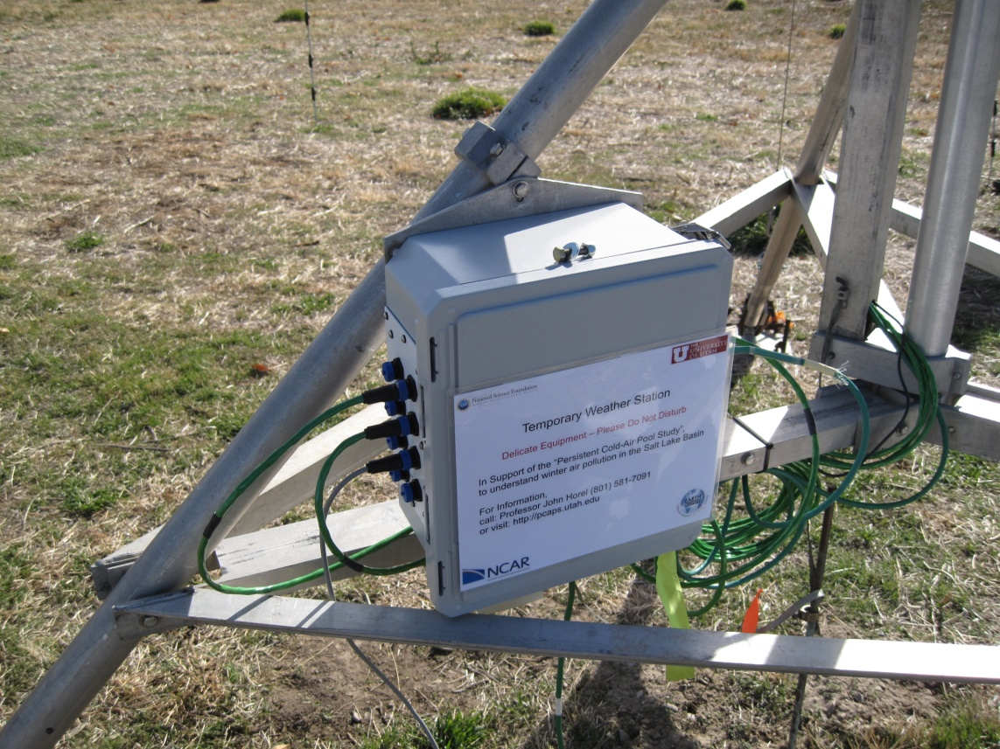 THE
UNIVERSITY
OF UTAH
National Science Foundation
Temporary Weather Station
Delicate Equipment – Please Do Not Disturb
In Support of the "Persistent Cold-Air Pool Study",
to understand winter air pollution in the Salt Lake Basin
For Information,
call: Professor John Horel (801) 581-7091
or visit: http://pcaps.utah.edu
EARTH
NCAR